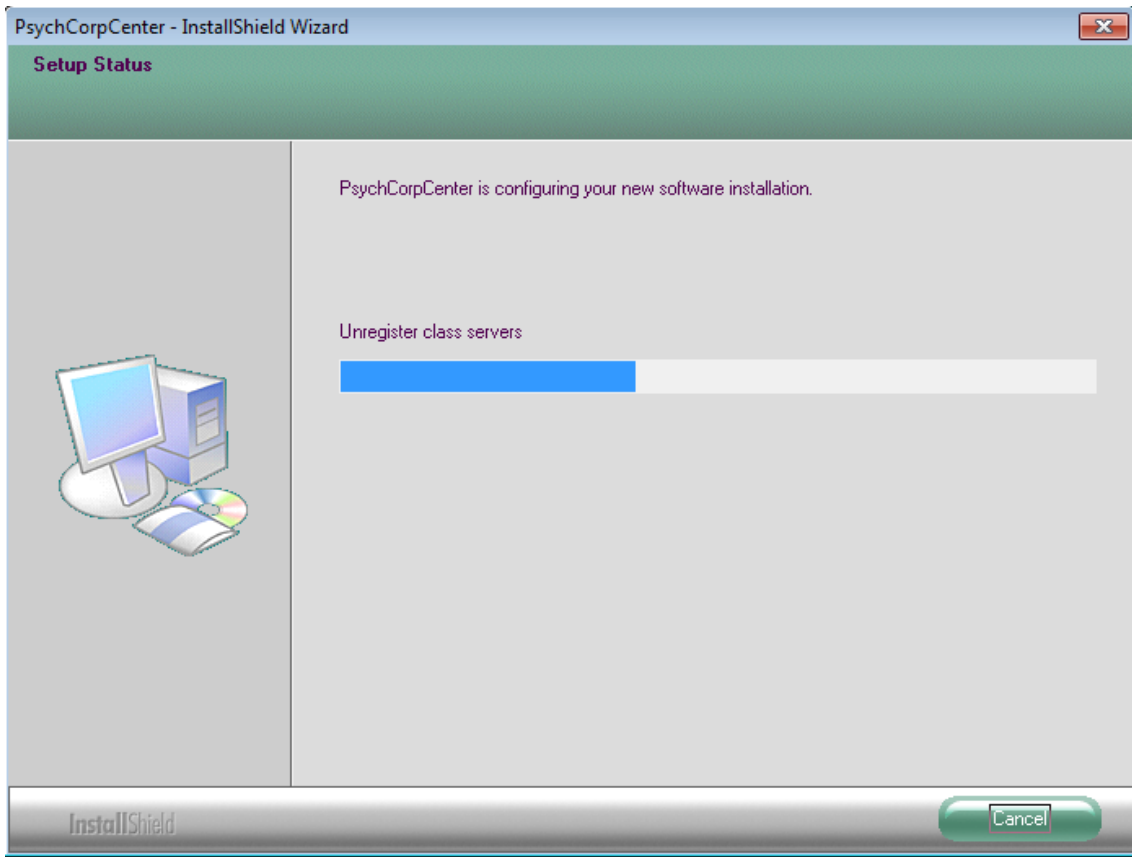 PsychCorpCenter - InstallShield Wizard
Setup Status
PsychCorpCenter is configuring your new software installation.
Unregister class servers
InstallShield
Cancel